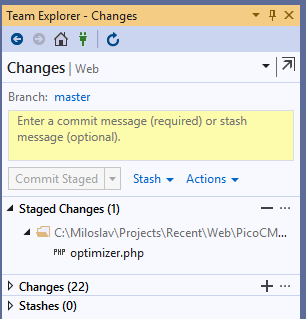 Team Explorer - Changes
Changes | Web
Branch: master
Enter a commit message (required) or stash
message (optional).
Commit Staged Stash Actions
Staged Changes (1)
C:\Miloslav\Projects\Recent\Web\PicoCM...
PHP optimizer.php
Changes (22)
Stashes (0)